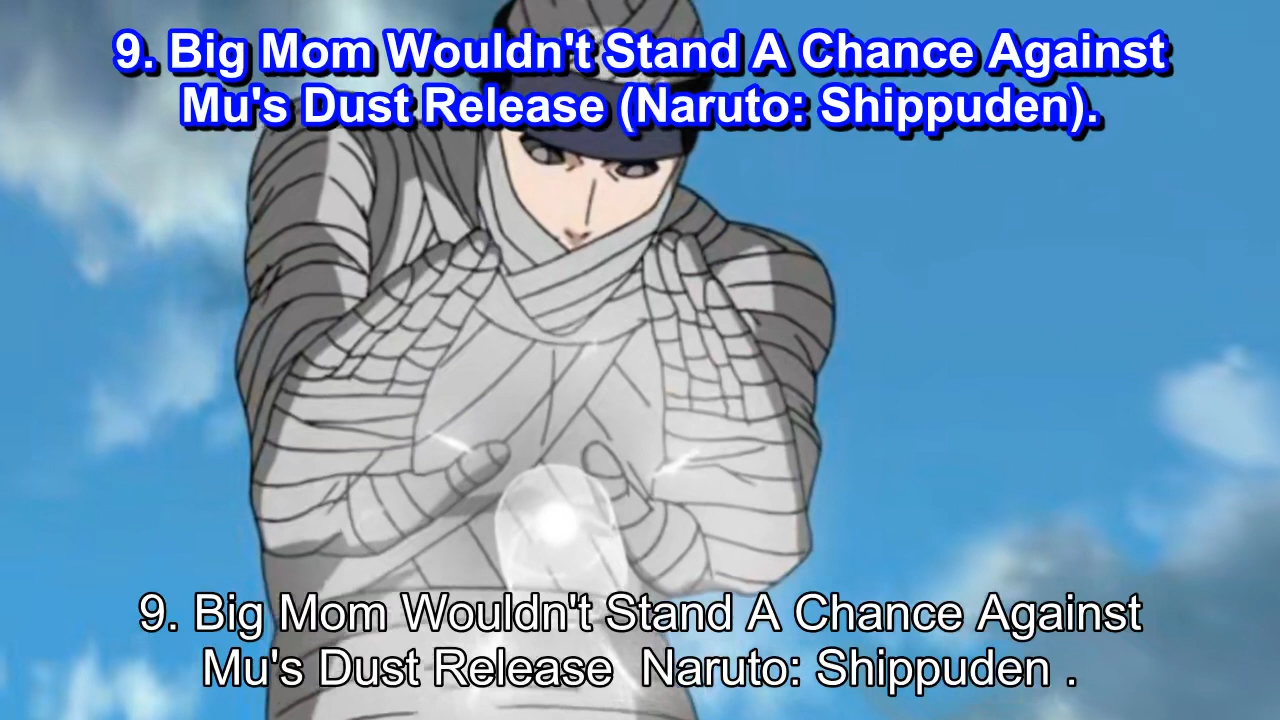 9. Big Mom Wouldn't Stand A Chance Against
Mu's Dust Release (Naruto: Shippuden).
9. Big Mom Wouldn't Stand A Chance Against
Mu's Dust Release  Naruto: Shippuden .